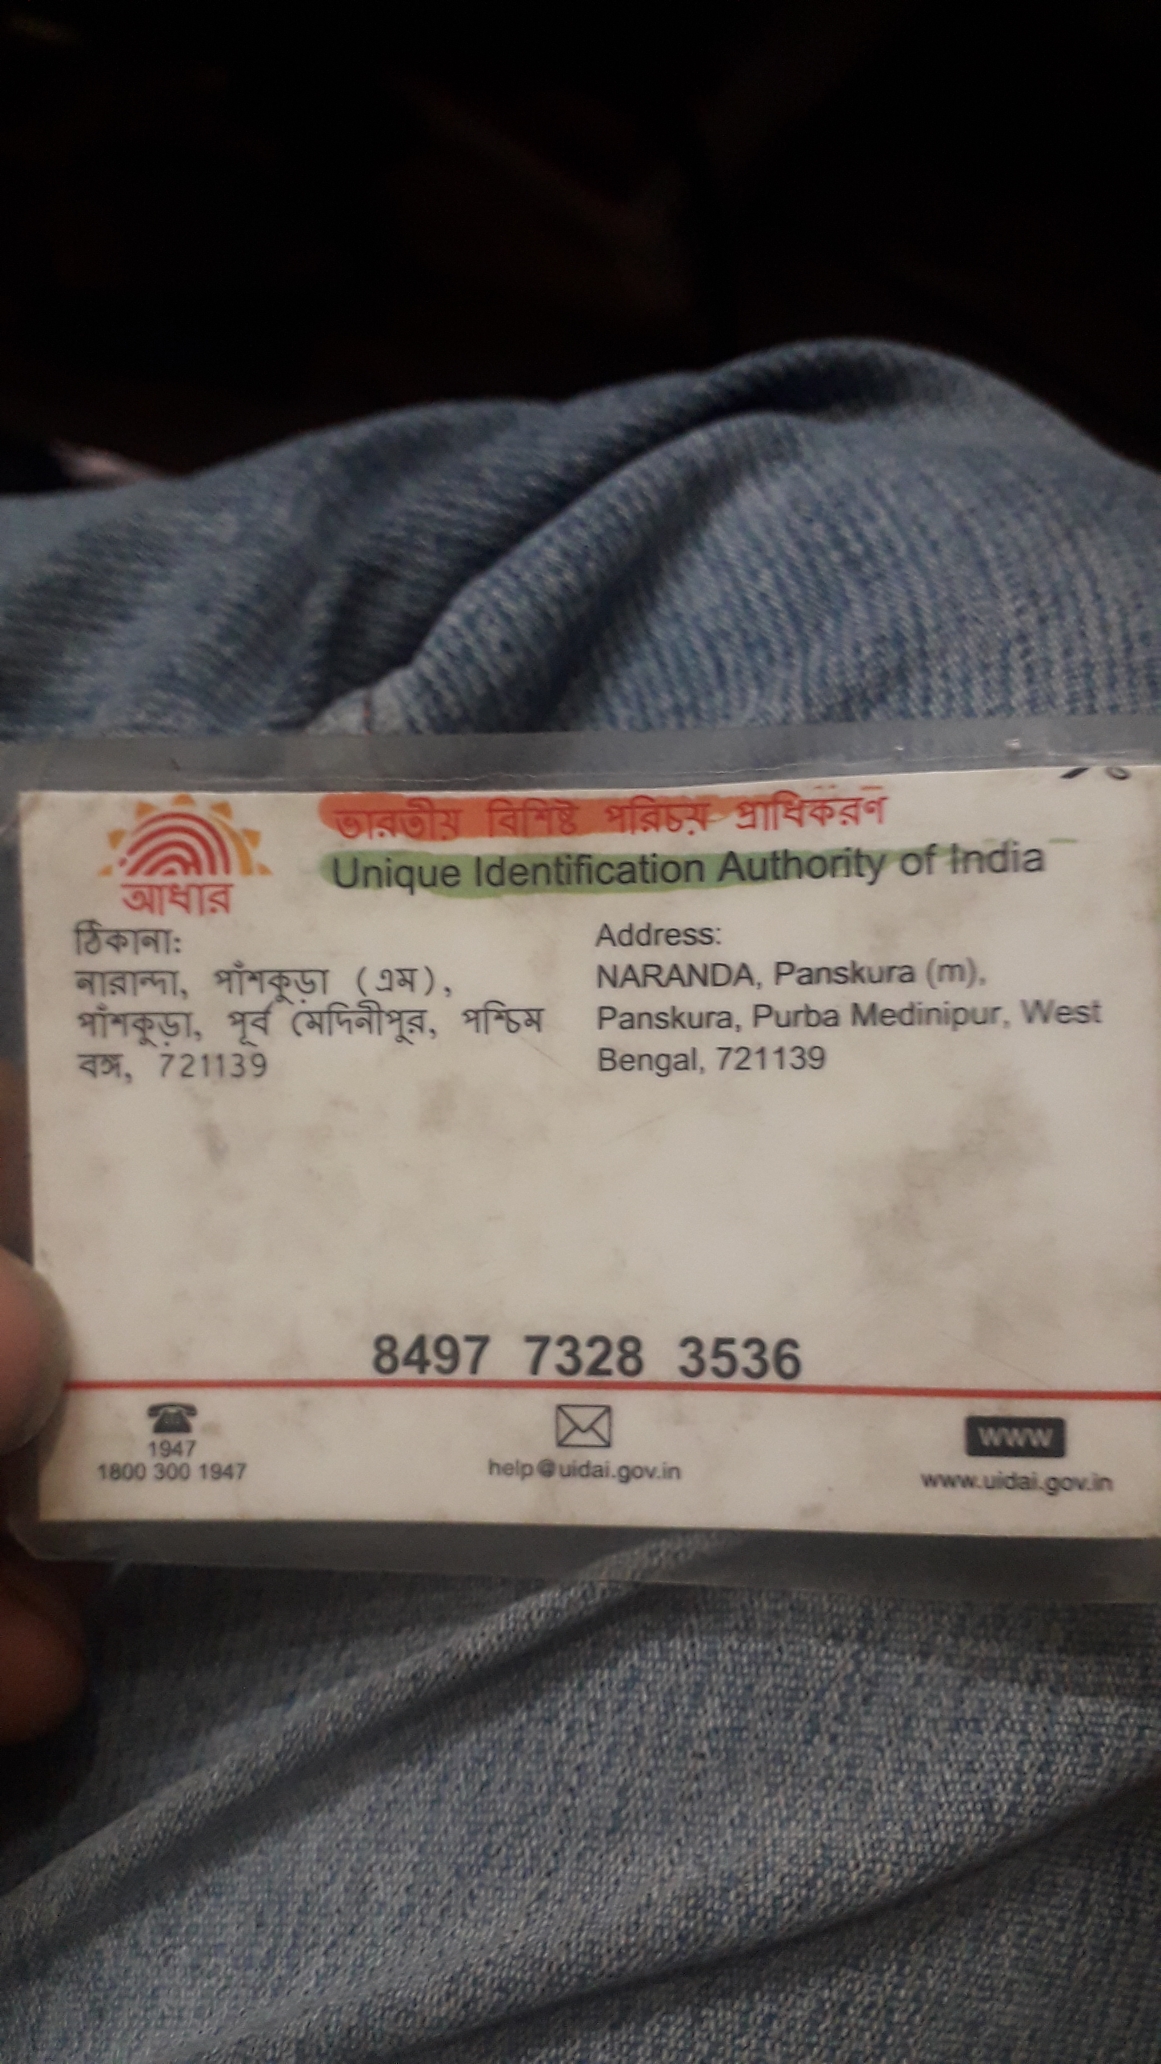 ভারতীয় বিশিষ্ট পরিচয় প্রাধিকরণ
Unique Identification Authority of India
আধার
ঠিকানা:
নারান্দা, পাঁশকুড়া (এম),
পাঁশকুড়া, পূর্ব মেদিনীপুর, পশ্চিম
বঙ্গ, 721139
Address:
NARANDA, Panskura (m),
Panskura, Purba Medinipur, West
Bengal, 721139
8497 7328 3536
1947
1800 300 1947
help@uidai.gov.in
www
www.uidai.gov.in